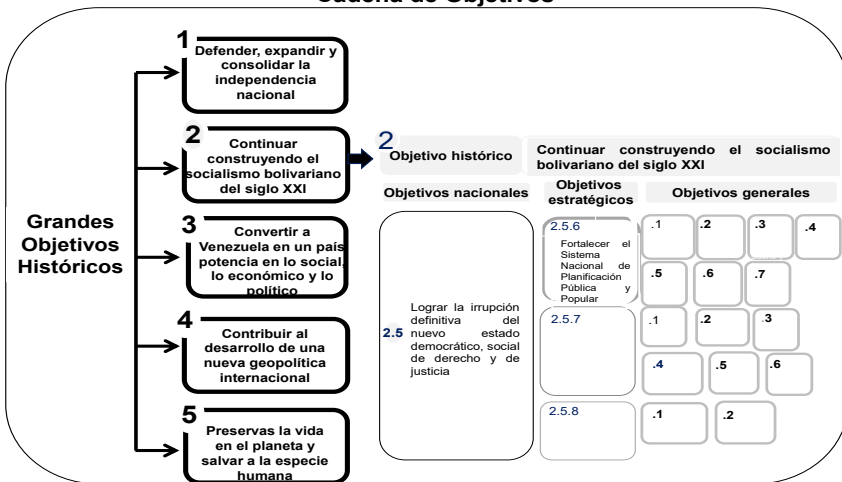 Cadena de Objetivos
Grandes
Objetivos
Históricos
1
Defender, expandir y
consolidar la
independencia
nacional
2
Continuar
construyendo el
socialismo bolivariano
del siglo XXI
3
Convertir a
Venezuela en un país
potencia en lo social,
lo económico y lo
político
4
Contribuir al
desarrollo de una
nueva geopolítica
internacional
5
Preservas la vida
en el planeta y
salvar a la especie
humana
2
Objetivo histórico
Continuar construyendo el socialismo
bolivariano del siglo XXI
Objetivos nacionales
Objetivos
estratégicos
Objetivos generales
2.5
Lograr la irrupción
definitiva del
nuevo estado
democrático, social
de derecho y de
justicia
2.5.6
Fortalecer el
Sistema
Nacional de
Planificación
Pública y
Popular
.1 .2 .3 .4
.5 .6 .7
2.5.7
.1 .2 .3
.4 .5 .6
2.5.8
.1 .2